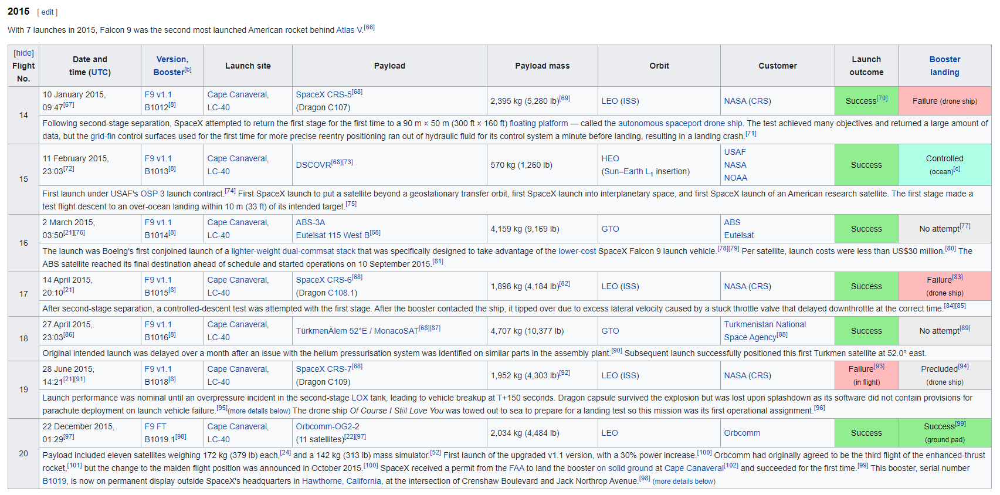 2015 [ edit ]
With 7 launches in 2015, Falcon 9 was the second most launched American rocket behind Atlas V.[66]
[hide]
Flight
No.
Date and
time (UTC)
Version,
Booster[b]
Launch site
Payload
Payload mass
Orbit
Customer
Launch
outcome
Booster
landing
14
10 January 2015,
09:47[67]
F9 v1.1
B1012[8]
Cape Canaveral,
LC-40
SpaceX CRS-5[68]
(Dragon C107)
2,395 kg (5,280 lb)[69]
LEO (ISS)
NASA (CRS)
Success[70]
Failure (drone ship)
Following second-stage separation, SpaceX attempted to return the first stage for the first time to a 90 m × 50 m (300 ft × 160 ft) floating platform — called the autonomous spaceport drone ship. The test achieved many objectives and returned a large amount of
data, but the grid-fin control surfaces used for the first time for more precise reentry positioning ran out of hydraulic fluid for its control system a minute before landing, resulting in a landing crash.[71]
15
11 February 2015,
23:03[72]
F9 v1.1
B1013[8]
Cape Canaveral,
LC-40
DSCOVR[68][73]
570 kg (1,260 lb)
HEO
(Sun–Earth L1 insertion)
USAF
NASA
NOAA
Success
Controlled
(ocean)[c]
First launch under USAF's OSP 3 launch contract.[74] First SpaceX launch to put a satellite beyond a geostationary transfer orbit, first SpaceX launch into interplanetary space, and first SpaceX launch of an American research satellite. The first stage made a
test flight descent to an over-ocean landing within 10 m (33 ft) of its intended target.[75]
16
2 March 2015,
03:50[21][76]
F9 v1.1
B1014[8]
Cape Canaveral,
LC-40
ABS-3A
Eutelsat 115 West B[68]
4,159 kg (9,169 lb)
GTO
ABS
Eutelsat
Success
No attempt[77]
The launch was Boeing's first conjoined launch of a lighter-weight dual-commsat stack that was specifically designed to take advantage of the lower-cost SpaceX Falcon 9 launch vehicle.[78][79] Per satellite, launch costs were less than US$30 million.[80] The
ABS satellite reached its final destination ahead of schedule and started operations on 10 September 2015.[81]
17
14 April 2015,
20:10[21]
F9 v1.1
B1015[8]
Cape Canaveral,
LC-40
SpaceX CRS-6[68]
(Dragon C108.1)
1,898 kg (4,184 lb)[82]
LEO (ISS)
NASA (CRS)
Success
Failure[83]
(drone ship)
After second-stage separation, a controlled-descent test was attempted with the first stage. After the booster contacted the ship, it tipped over due to excess lateral velocity caused by a stuck throttle valve that delayed downthrottle at the correct time.[84][85]
18
27 April 2015,
23:03[86]
F9 v1.1
B1016[8]
Cape Canaveral,
LC-40
TürkmenÄlem 52°E / MonacoSAT[68][87]
4,707 kg (10,377 lb)
GTO
Turkmenistan National
Space Agency[88]
Success
No attempt[89]
Original intended launch was delayed over a month after an issue with the helium pressurisation system was identified on similar parts in the assembly plant.[90] Subsequent launch successfully positioned this first Turkmen satellite at 52.0° east.
19
28 June 2015,
14:21[21][91]
F9 v1.1
B1018[8]
Cape Canaveral,
LC-40
SpaceX CRS-7[68]
(Dragon C109)
1,952 kg (4,303 lb)[92]
LEO (ISS)
NASA (CRS)
Failure[93]
(in flight)
Precluded[94]
(drone ship)
Launch performance was nominal until an overpressure incident in the second-stage LOX tank, leading to vehicle breakup at T+150 seconds. Dragon capsule survived the explosion but was lost upon splashdown as its software did not contain provisions for
parachute deployment on launch vehicle failure.[95](more details below) The drone ship Of Course I Still Love You was towed out to sea to prepare for a landing test so this mission was its first operational assignment.[96]
20
22 December 2015,
01:29[97]
F9 FT
B1019.1[98]
Cape Canaveral,
LC-40
Orbcomm-OG2-2
(11 satellites)[22][97]
2,034 kg (4,484 lb)
LEO
Orbcomm
Success
Success[99]
(ground pad)
Payload included eleven satellites weighing 172 kg (379 lb) each,[24] and a 142 kg (313 lb) mass simulator.[52] First launch of the upgraded v1.1 version, with a 30% power increase.[100] Orbcomm had originally agreed to be the third flight of the enhanced-thrust
rocket,[101] but the change to the maiden flight position was announced in October 2015.[100] SpaceX received a permit from the FAA to land the booster on solid ground at Cape Canaveral[102] and succeeded for the first time.[99] This booster, serial number
B1019, is now on permanent display outside SpaceX's headquarters in Hawthorne, California, at the intersection of Crenshaw Boulevard and Jack Northrop Avenue.[98] (more details below)